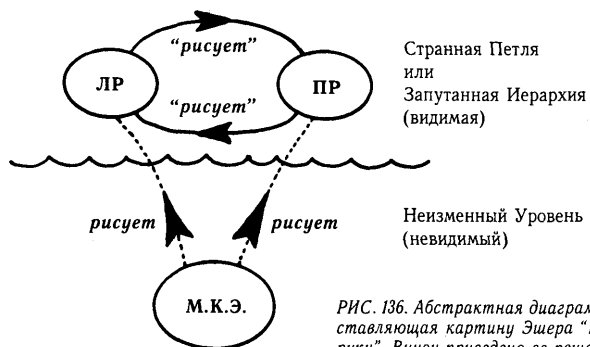 "рисует"
ЛР
ПР
"рисует"
Странная Петля
или
Запутанная Иерархия
(видимая)
рисует
рисует
Неизменный Уровень
(невидимый)
М.К.Э.
РИС. 136. Абстрактная
ставляющая картину Эшера